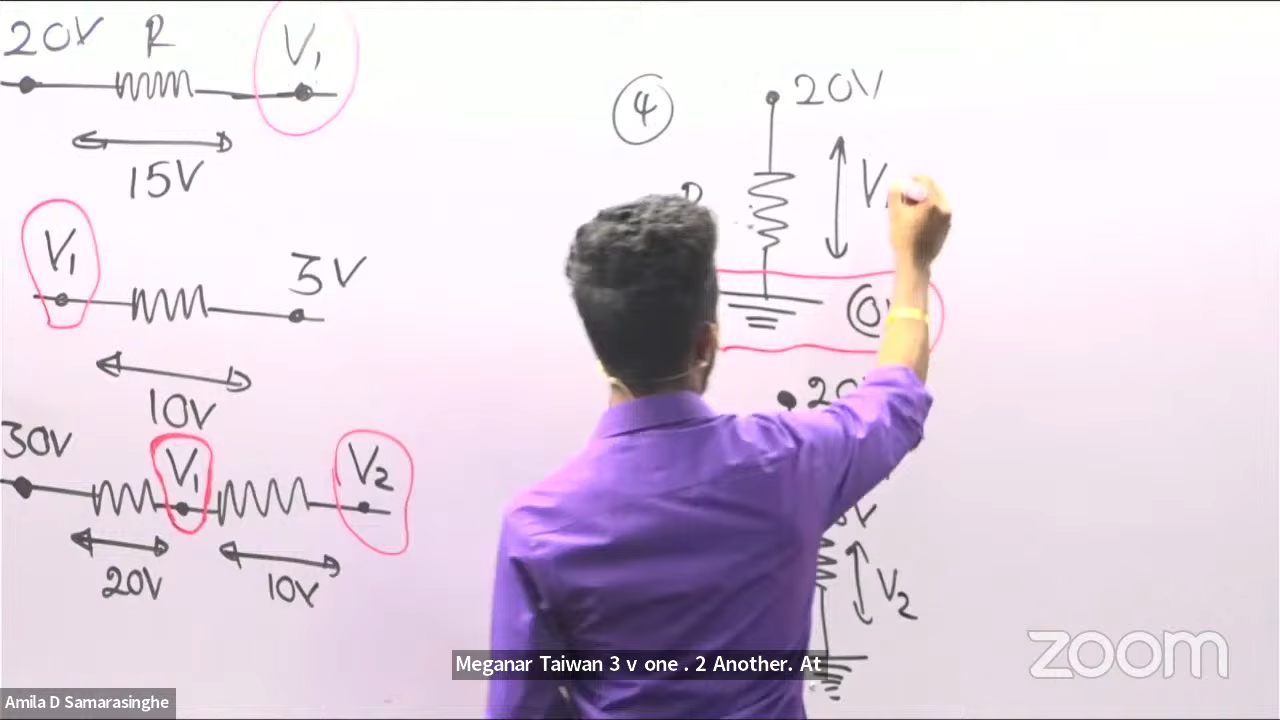 20V R V₁
15V
V₁ 3V
10V
30V V₁ V₂
20V 10V
④ 20V
V₂
Meganar Taiwan 3 v one . 2 Another. At
Amila D Samarasinghe
zoom